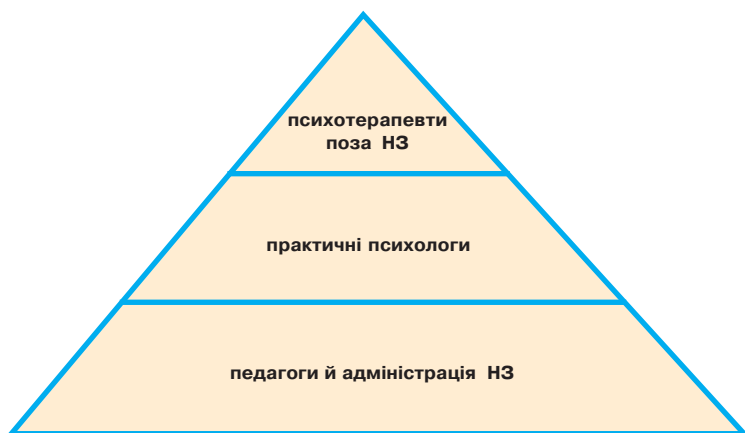 психотерапевти
поза НЗ
практичні психологи
педагоги й адміністрація НЗ